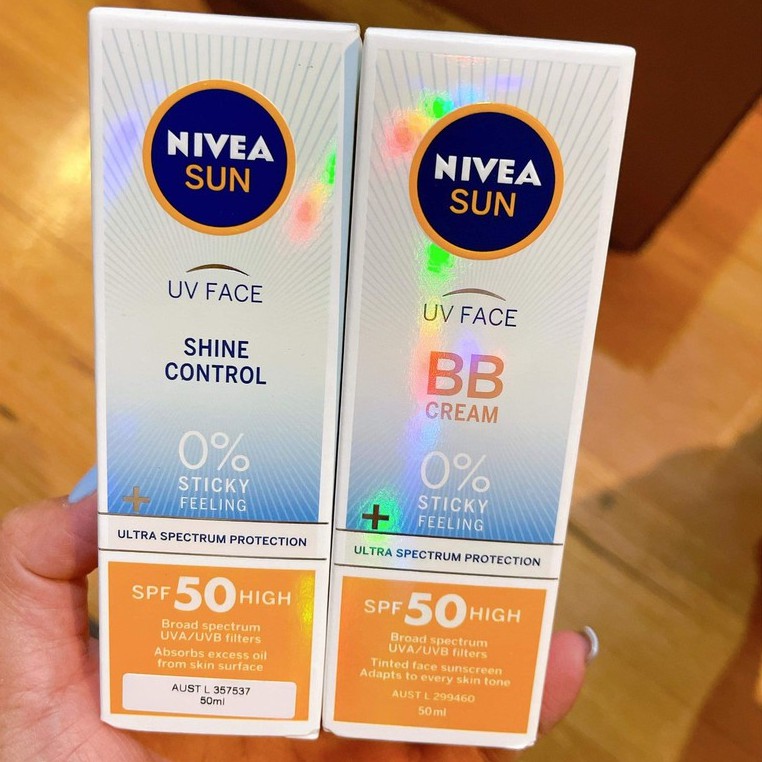 NIVEA
SUN
UV FACE
SHINE
CONTROL
0%
STICKY
FEELING
ULTRA SPECTRUM PROTECTION
SPF 50 HIGH
Broad spectrum
UVA/UVB filters
Absorbs excess oil
from skin surface
AUST L 357537
50ml
NIVEA
SUN
UV FACE
BB
CREAM
0%
STICKY
FEELING
ULTRA SPECTRUM PROTECTION
SPF 50 HIGH
Broad spectrum
UVA/UVB filters
Tinted face sunscreen
Adapts to every skin tone
AUST L 299460
50ml